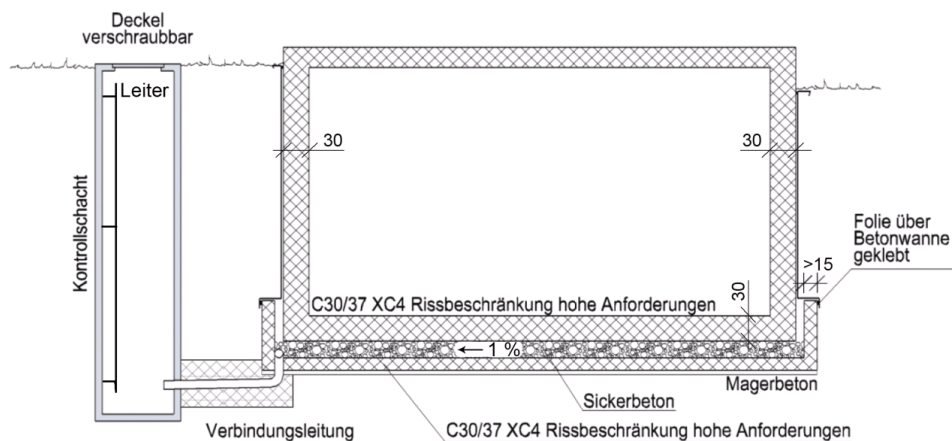 Deckel
verschraubbar
Leiter
Kontrollschacht
30
30
Folie über
Betonwanne
geklebt
>15
C30/37 XC4 Rissbeschränkung hohe Anforderungen
30
← 1 %
Magerbeton
Sickerbeton
Verbindungsleitung
C30/37 XC4 Rissbeschränkung hohe Anforderungen